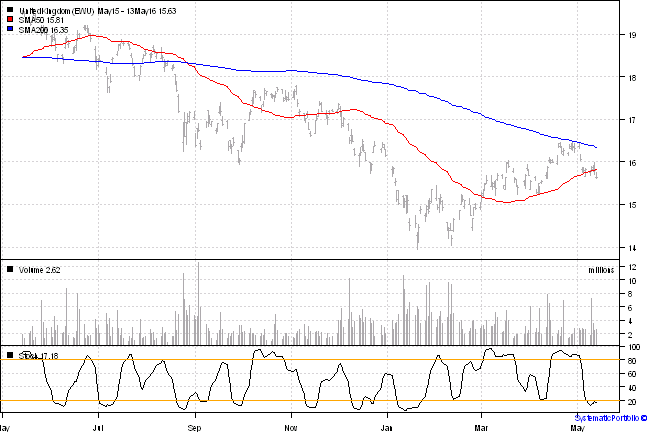 UnitedKingdom (EWU) May15 - 13May16 15.63
SMA50 15.81
SMA200 16.35
19
18
17
16
15
14
Volume 2.62
millions
12
10
8
6
4
2
17.18
100
80
60
40
20
Jul
Sep
Nov
Jan
Mar
May
SystematicPortfolio ©